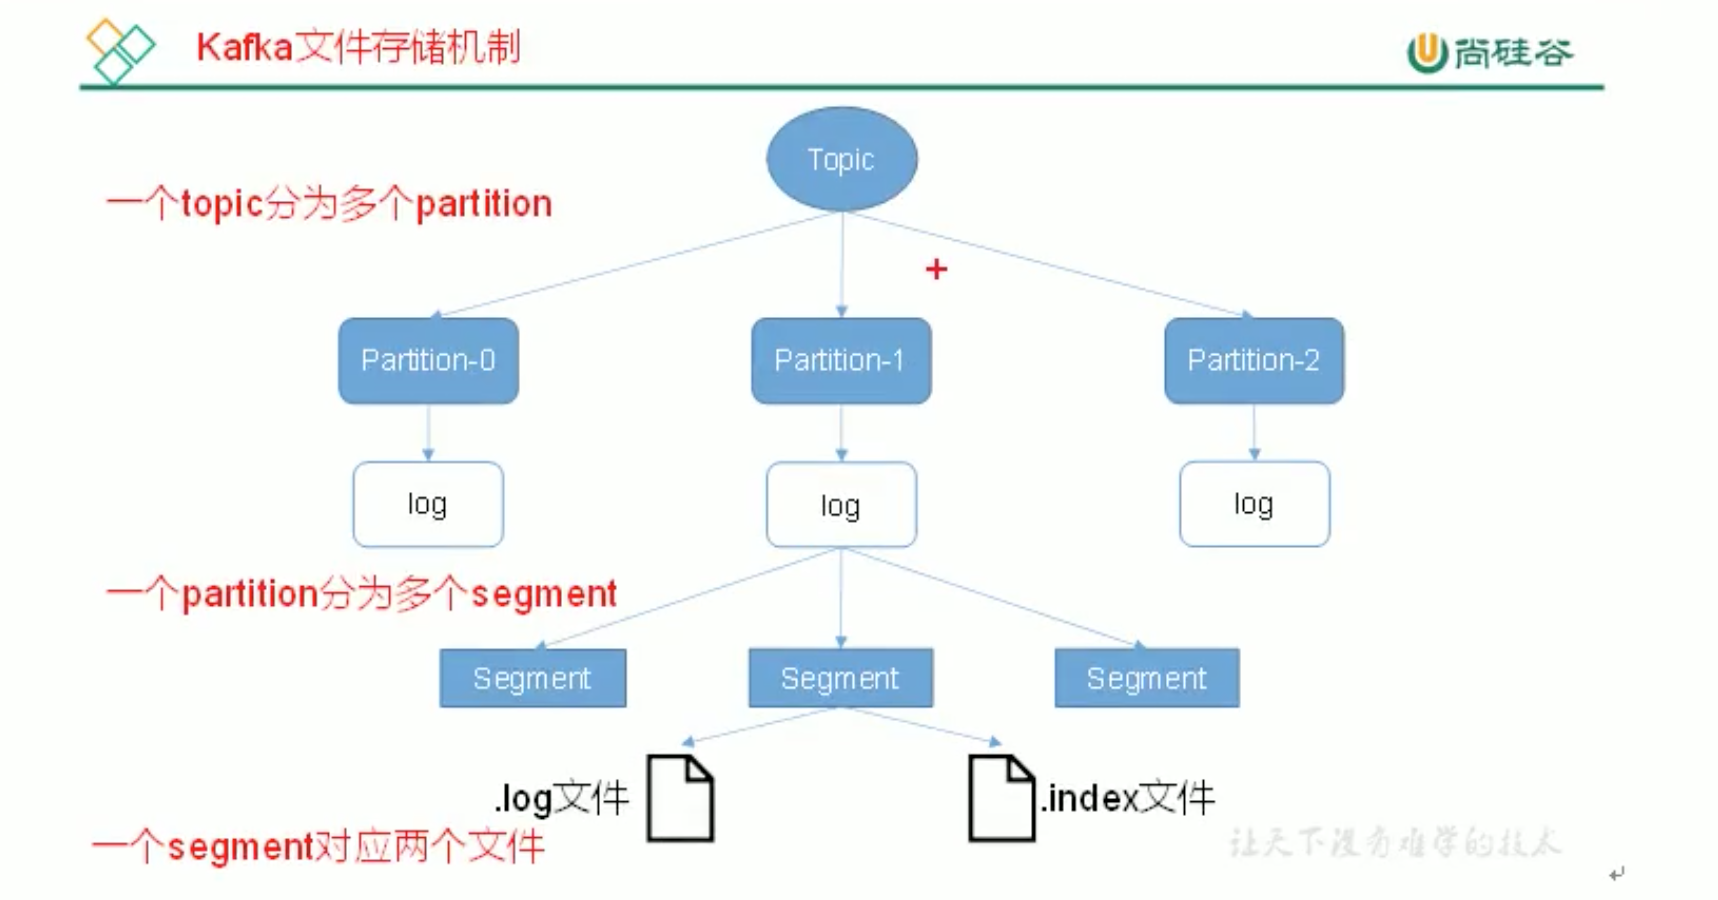 Kafka文件存储机制
尚硅谷
Topic
一个topic分为多个partition
+
Partition-0
Partition-1
Partition-2
log
log
log
一个partition分为多个segment
Segment
Segment
Segment
.log文件
.index文件
一个segment对应两个文件
让天下没有难学的技术